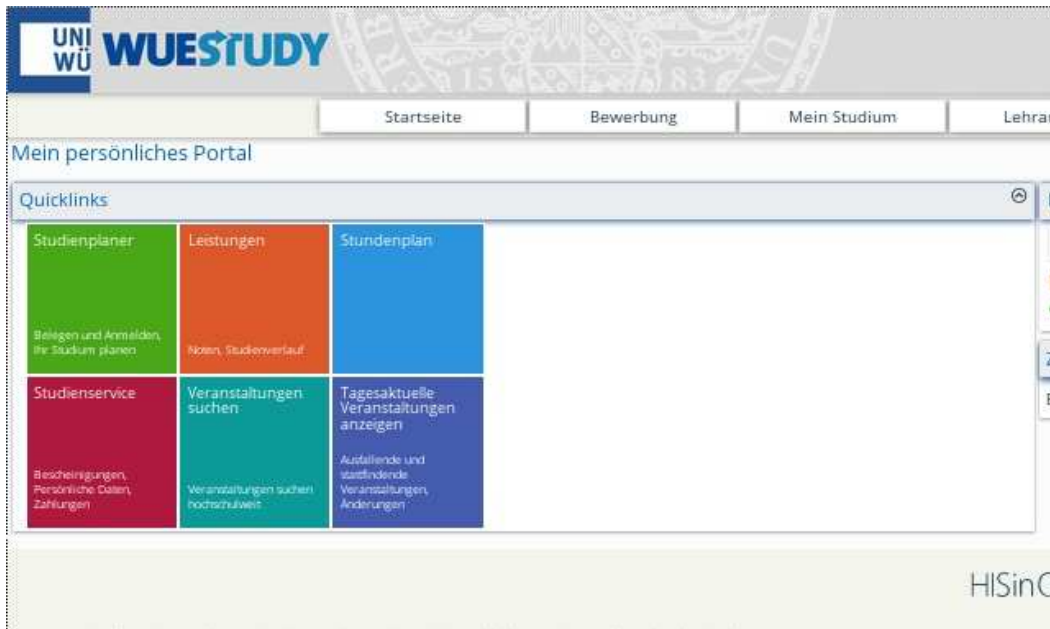 UNI
WÜ WUESTUDY
15 83
Startseite Bewerbung Mein Studium
Mein persönliches Portal
Quicklinks
Studienplaner
Belegen und Anmelden,
Ihr Studium planen
Leistungen
Noten, Studienverlauf
Stundenplan
Studienservice
Bescheinigungen,
Persönliche Daten,
Zahlungen
Veranstaltungen
suchen
Veranstaltungen suchen
hochschulweit
Tagesaktuelle
Veranstaltungen
anzeigen
Ausfallende und
stattfindende
Veranstaltungen,
Änderungen